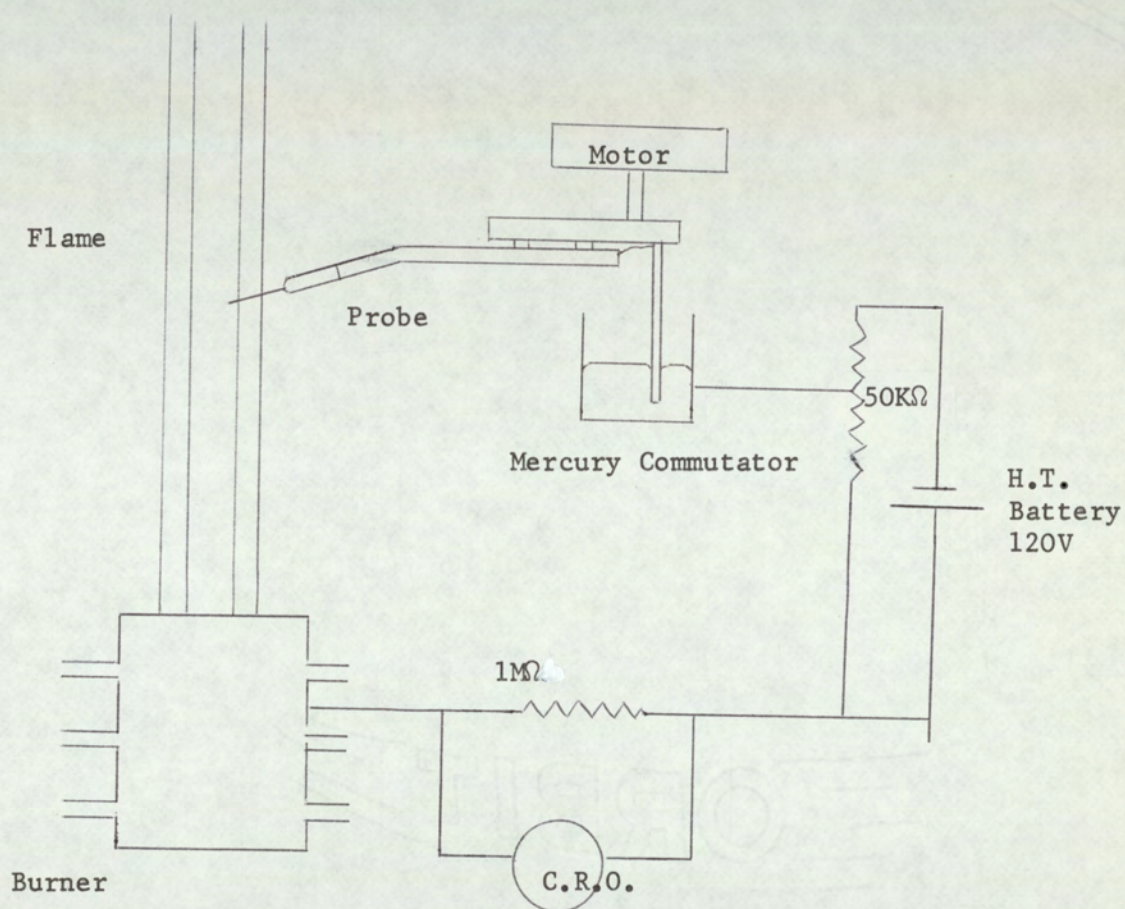 Motor
Flame
Probe
50KΩ
Mercury Commutator
H.T.
Battery
120V
1MΩ
Burner
C.R.O.